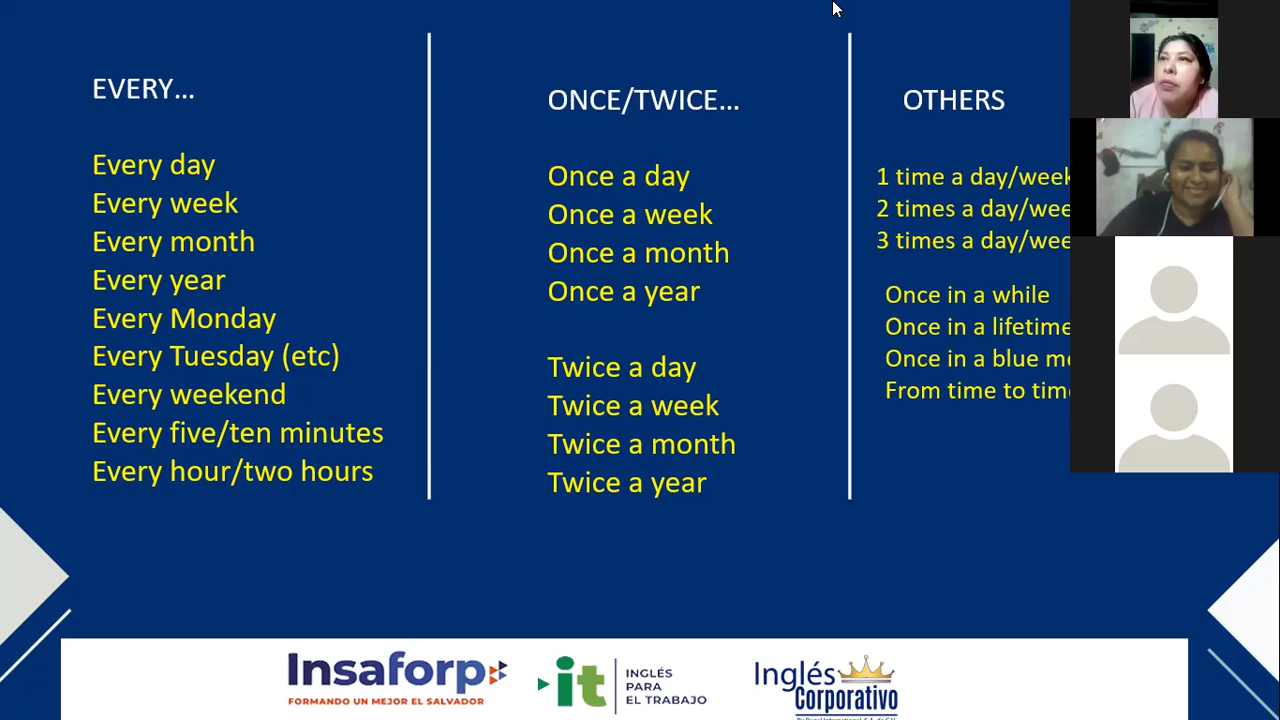 EVERY...
Every day
Every week
Every month
Every year
Every Monday
Every Tuesday (etc)
Every weekend
Every five/ten minutes
Every hour/two hours
ONCE/TWICE...
Once a day
Once a week
Once a month
Once a year
Twice a day
Twice a week
Twice a month
Twice a year
OTHERS
1 time a day/week
2 times a day/wee
3 times a day/wee
Once in a while
Once in a lifetime
Once in a blue m
From time to tim
Insaforp
FORMANDO UN MEJOR EL SALVADOR
it
INGLÉS
PARA
EL TRABAJO
Inglés
Corporativo